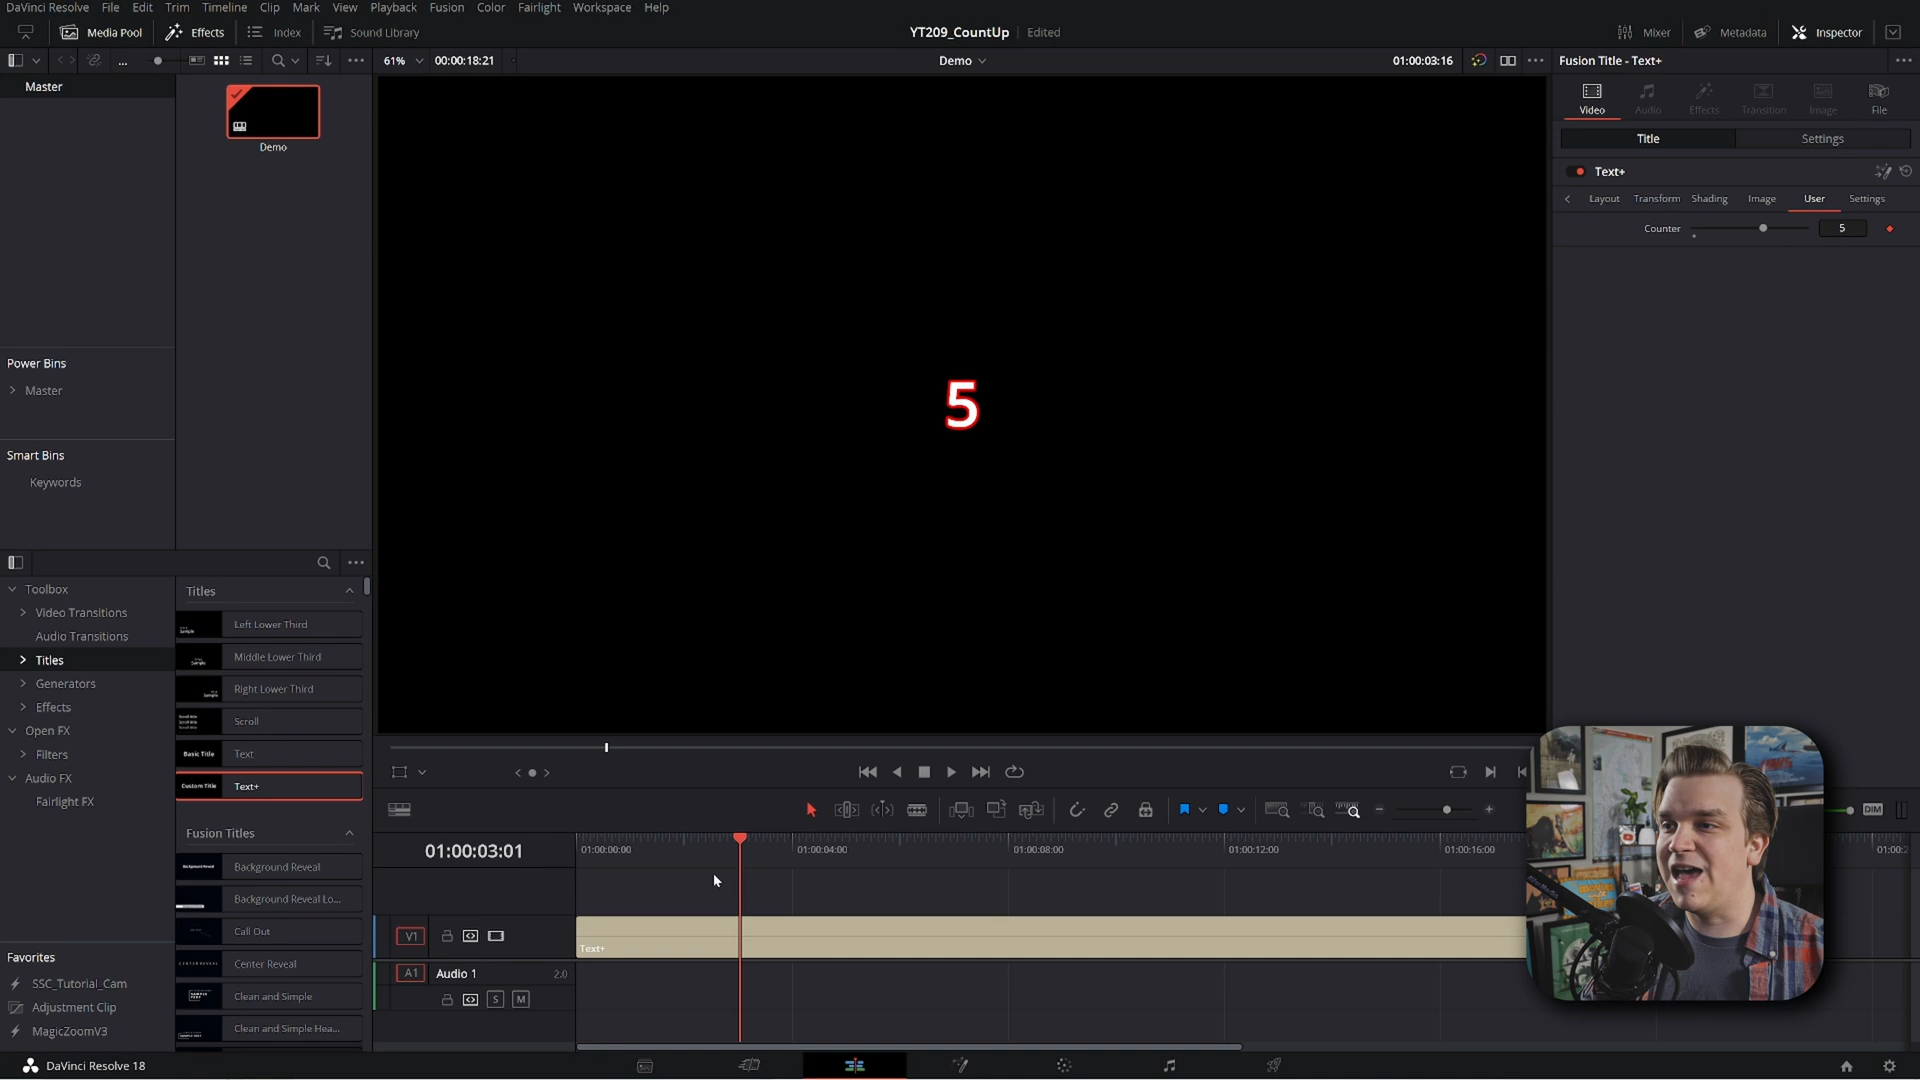 DaVinci Resolve File Edit Trim Timeline Clip Mark View Playback Fusion Color Fairlight Workspace Help
Media Pool Effects Index Sound Library YT209_CountUp Edited Mixer Metadata Inspector
... 61% 00:00:18:21 Demo 01:00:03:16 Fusion Title - Text+
Master
Demo
Video Audio Effects Transition Image File
Title Settings
Text+
Layout Transform Shading Image User Settings
Counter 5
5
Power Bins
Master
Smart Bins
Keywords
Toolbox
Video Transitions
Audio Transitions
Titles
Generators
Effects
Open FX
Filters
Audio FX
Fairlight FX
Titles
Left Lower Third
Middle Lower Third
Right Lower Third
Scroll
Basic Title Text
Custom Title Text+
Fusion Titles
Background Reveal
Background Reveal Lo...
Call Out
CENTER REVEAL Center Reveal
Clean and Simple
Clean and Simple Hea...
Favorites
SSC_Tutorial_Cam
Adjustment Clip
MagicZoomV3
DIM
01:00:03:01 01:00:00:00 01:00:04:00 01:00:08:00 01:00:12:00 01:00:16:00
V1
Text+
A1 Audio 1 2.0
S M
DaVinci Resolve 18